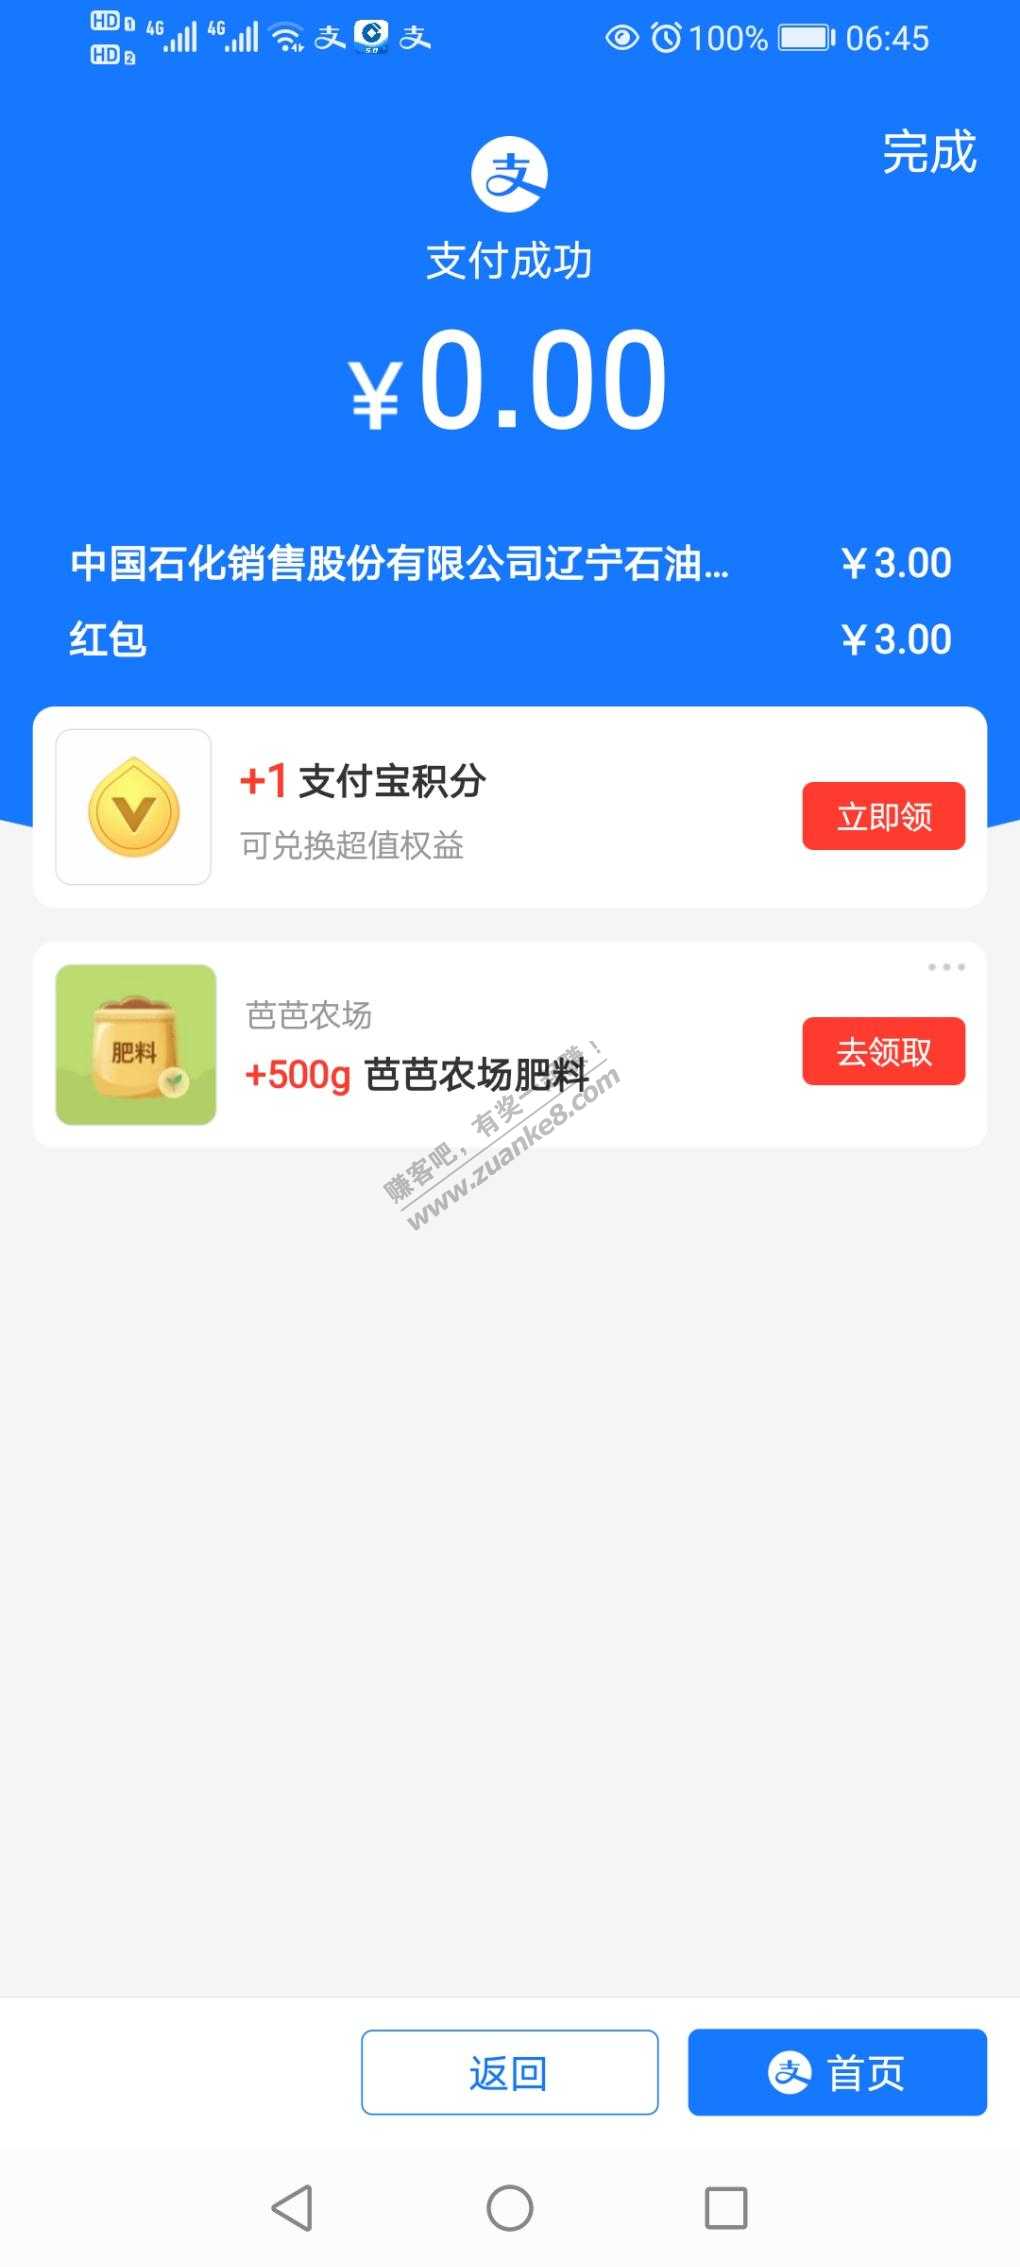 HD 1 4G 4G 100% 06:45
HD 2 5.0
完成
支
支付成功
¥0.00
中国石化销售股份有限公司辽宁石油... ¥3.00
红包 ¥3.00
+1 支付宝积分
可兑换超值权益
立即领
芭芭农场
肥料
+500g 芭芭农场肥料
去领取
赚客吧，有奖一起赚！
www.zuanke8.com
返回
支 首页